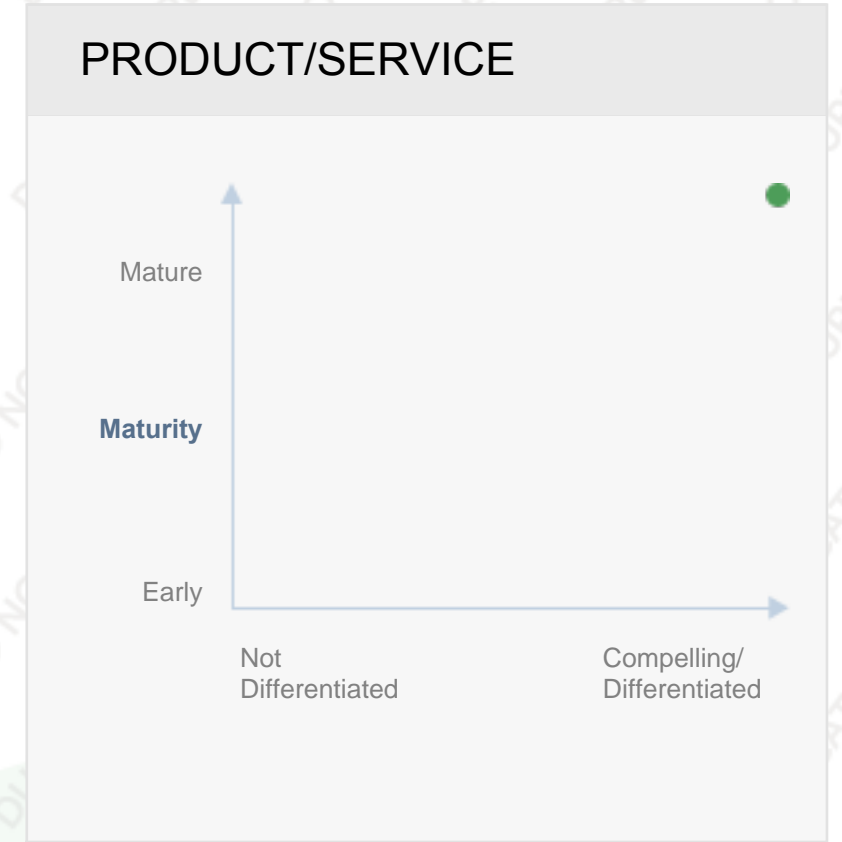 PRODUCT/SERVICE
Mature
Maturity
Early
Not
Differentiated
Compelling/
Differentiated